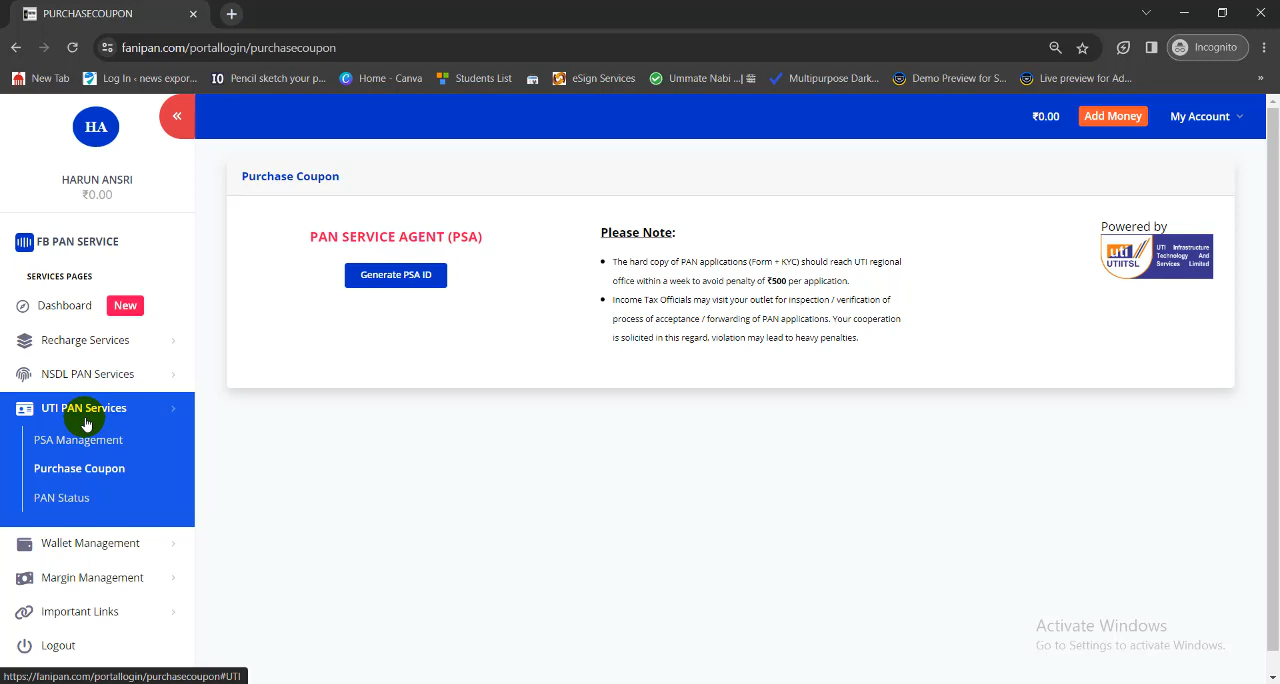 PURCHASECOUPON
fanipan.com/portallogin/purchasecoupon
Incognito
New Tab
Log In ‹ news expor...
IO Pencil sketch your p...
Home - Canva
Students List
eSign Services
Ummate Nabi ...| 
Multipurpose Dark...
Demo Preview for S...
Live preview for Ad...
»
HA
«
₹0.00
Add Money
My Account
HARUN ANSRI
₹0.00
FB PAN SERVICE
SERVICES PAGES
Dashboard
New
Recharge Services
NSDL PAN Services
UTI PAN Services
PSA Management
Purchase Coupon
PAN Status
Wallet Management
Margin Management
Important Links
Logout
https://fanipan.com/portallogin/purchasecoupon#UTI
Purchase Coupon
PAN SERVICE AGENT (PSA)
Generate PSA ID
Please Note:
• The hard copy of PAN applications (Form + KYC) should reach UTI regional
office within a week to avoid penalty of ₹500 per application.
• Income Tax Officials may visit your outlet for inspection / verification of
process of acceptance / forwarding of PAN applications. Your cooperation
is solicited in this regard, violation may lead to heavy penalties.
Powered by
uti
UTIITSL
UTI Infrastructure
Technology And
Services Limited
Activate Windows
Go to Settings to activate Windows.